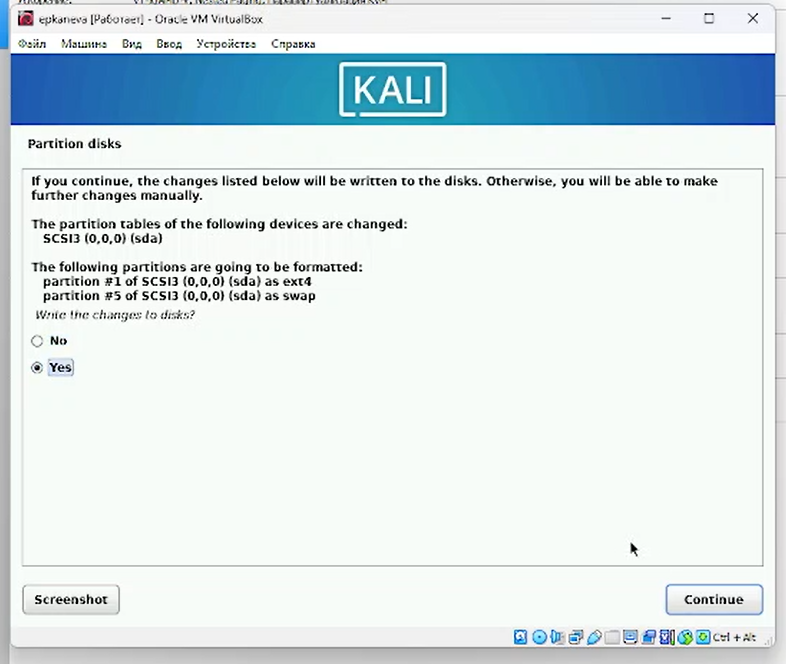 epkaneva [Работает] - Oracle VM VirtualBox
Файл Машина Вид Ввод Устройства Справка
KALI
Partition disks
If you continue, the changes listed below will be written to the disks. Otherwise, you will be able to make
further changes manually.
The partition tables of the following devices are changed:
SCSI3 (0,0,0) (sda)
The following partitions are going to be formatted:
partition #1 of SCSI3 (0,0,0) (sda) as ext4
partition #5 of SCSI3 (0,0,0) (sda) as swap
Write the changes to disks?
No
Yes
Screenshot Continue
Ctrl + Alt